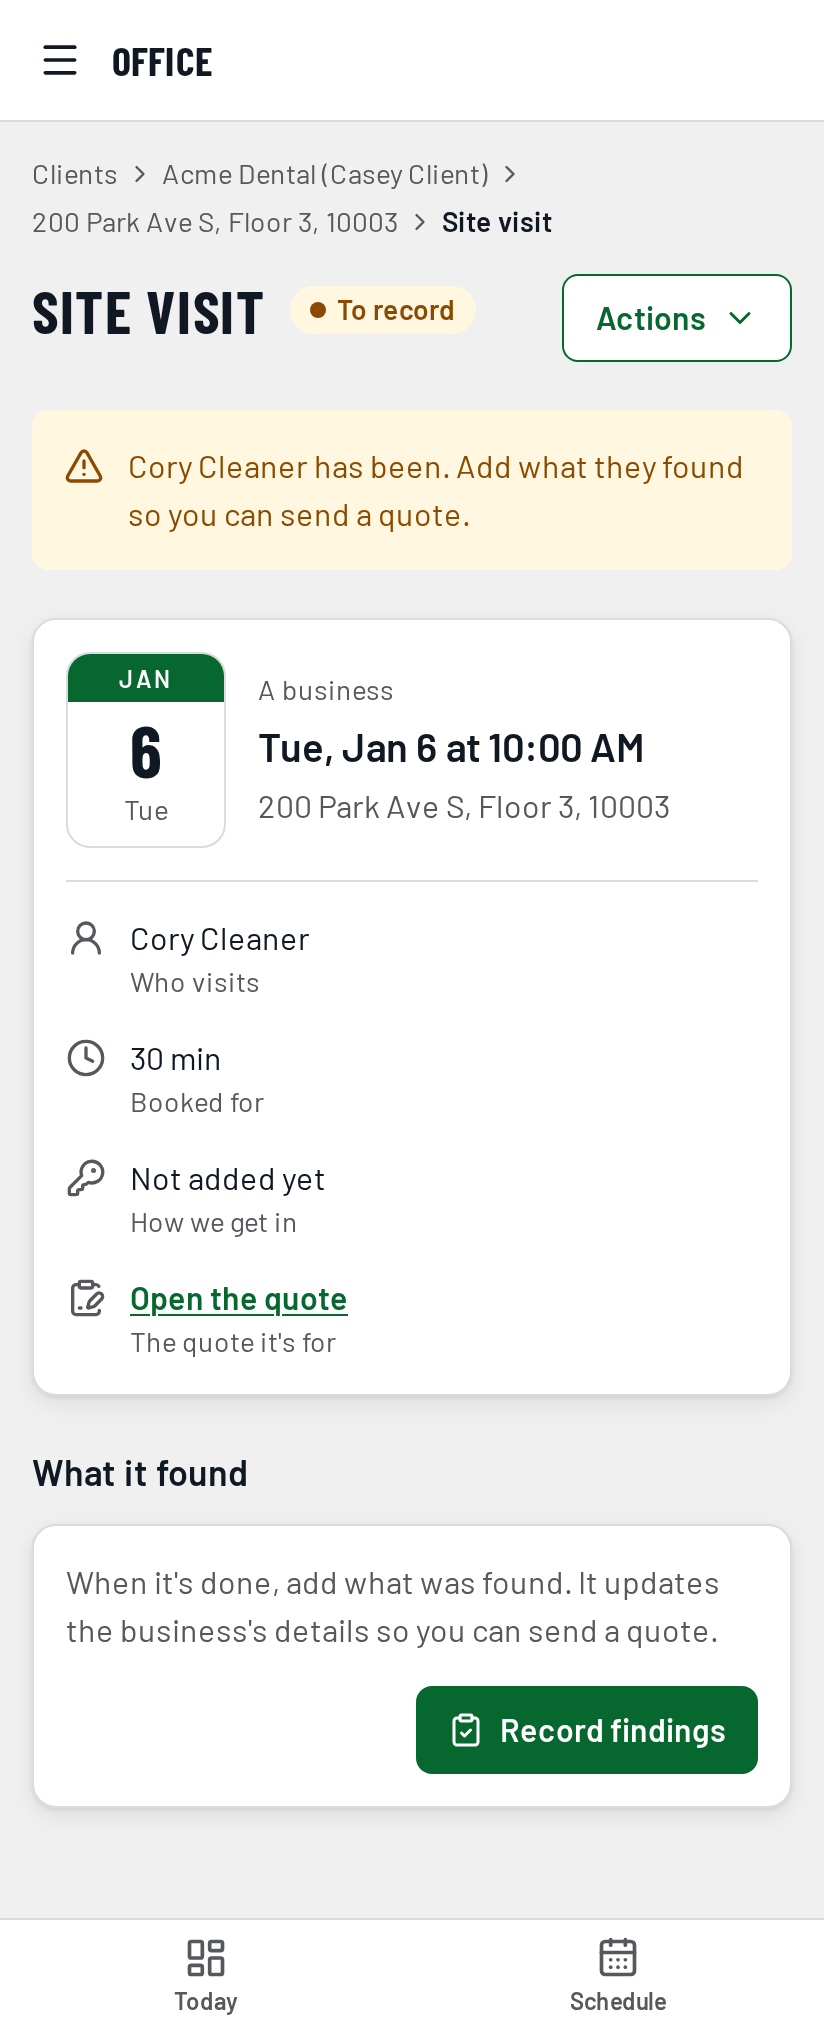 OFFICE
Clients > Acme Dental (Casey Client) >
200 Park Ave S, Floor 3, 10003 > Site visit
SITE VISIT
To record
Actions
Cory Cleaner has been. Add what they found
so you can send a quote.
JAN
6
Tue
A business
Tue, Jan 6 at 10:00 AM
200 Park Ave S, Floor 3, 10003
Cory Cleaner
Who visits
30 min
Booked for
Not added yet
How we get in
Open the quote
The quote it's for
What it found
When it's done, add what was found. It updates
the business's details so you can send a quote.
Record findings
Today
Schedule